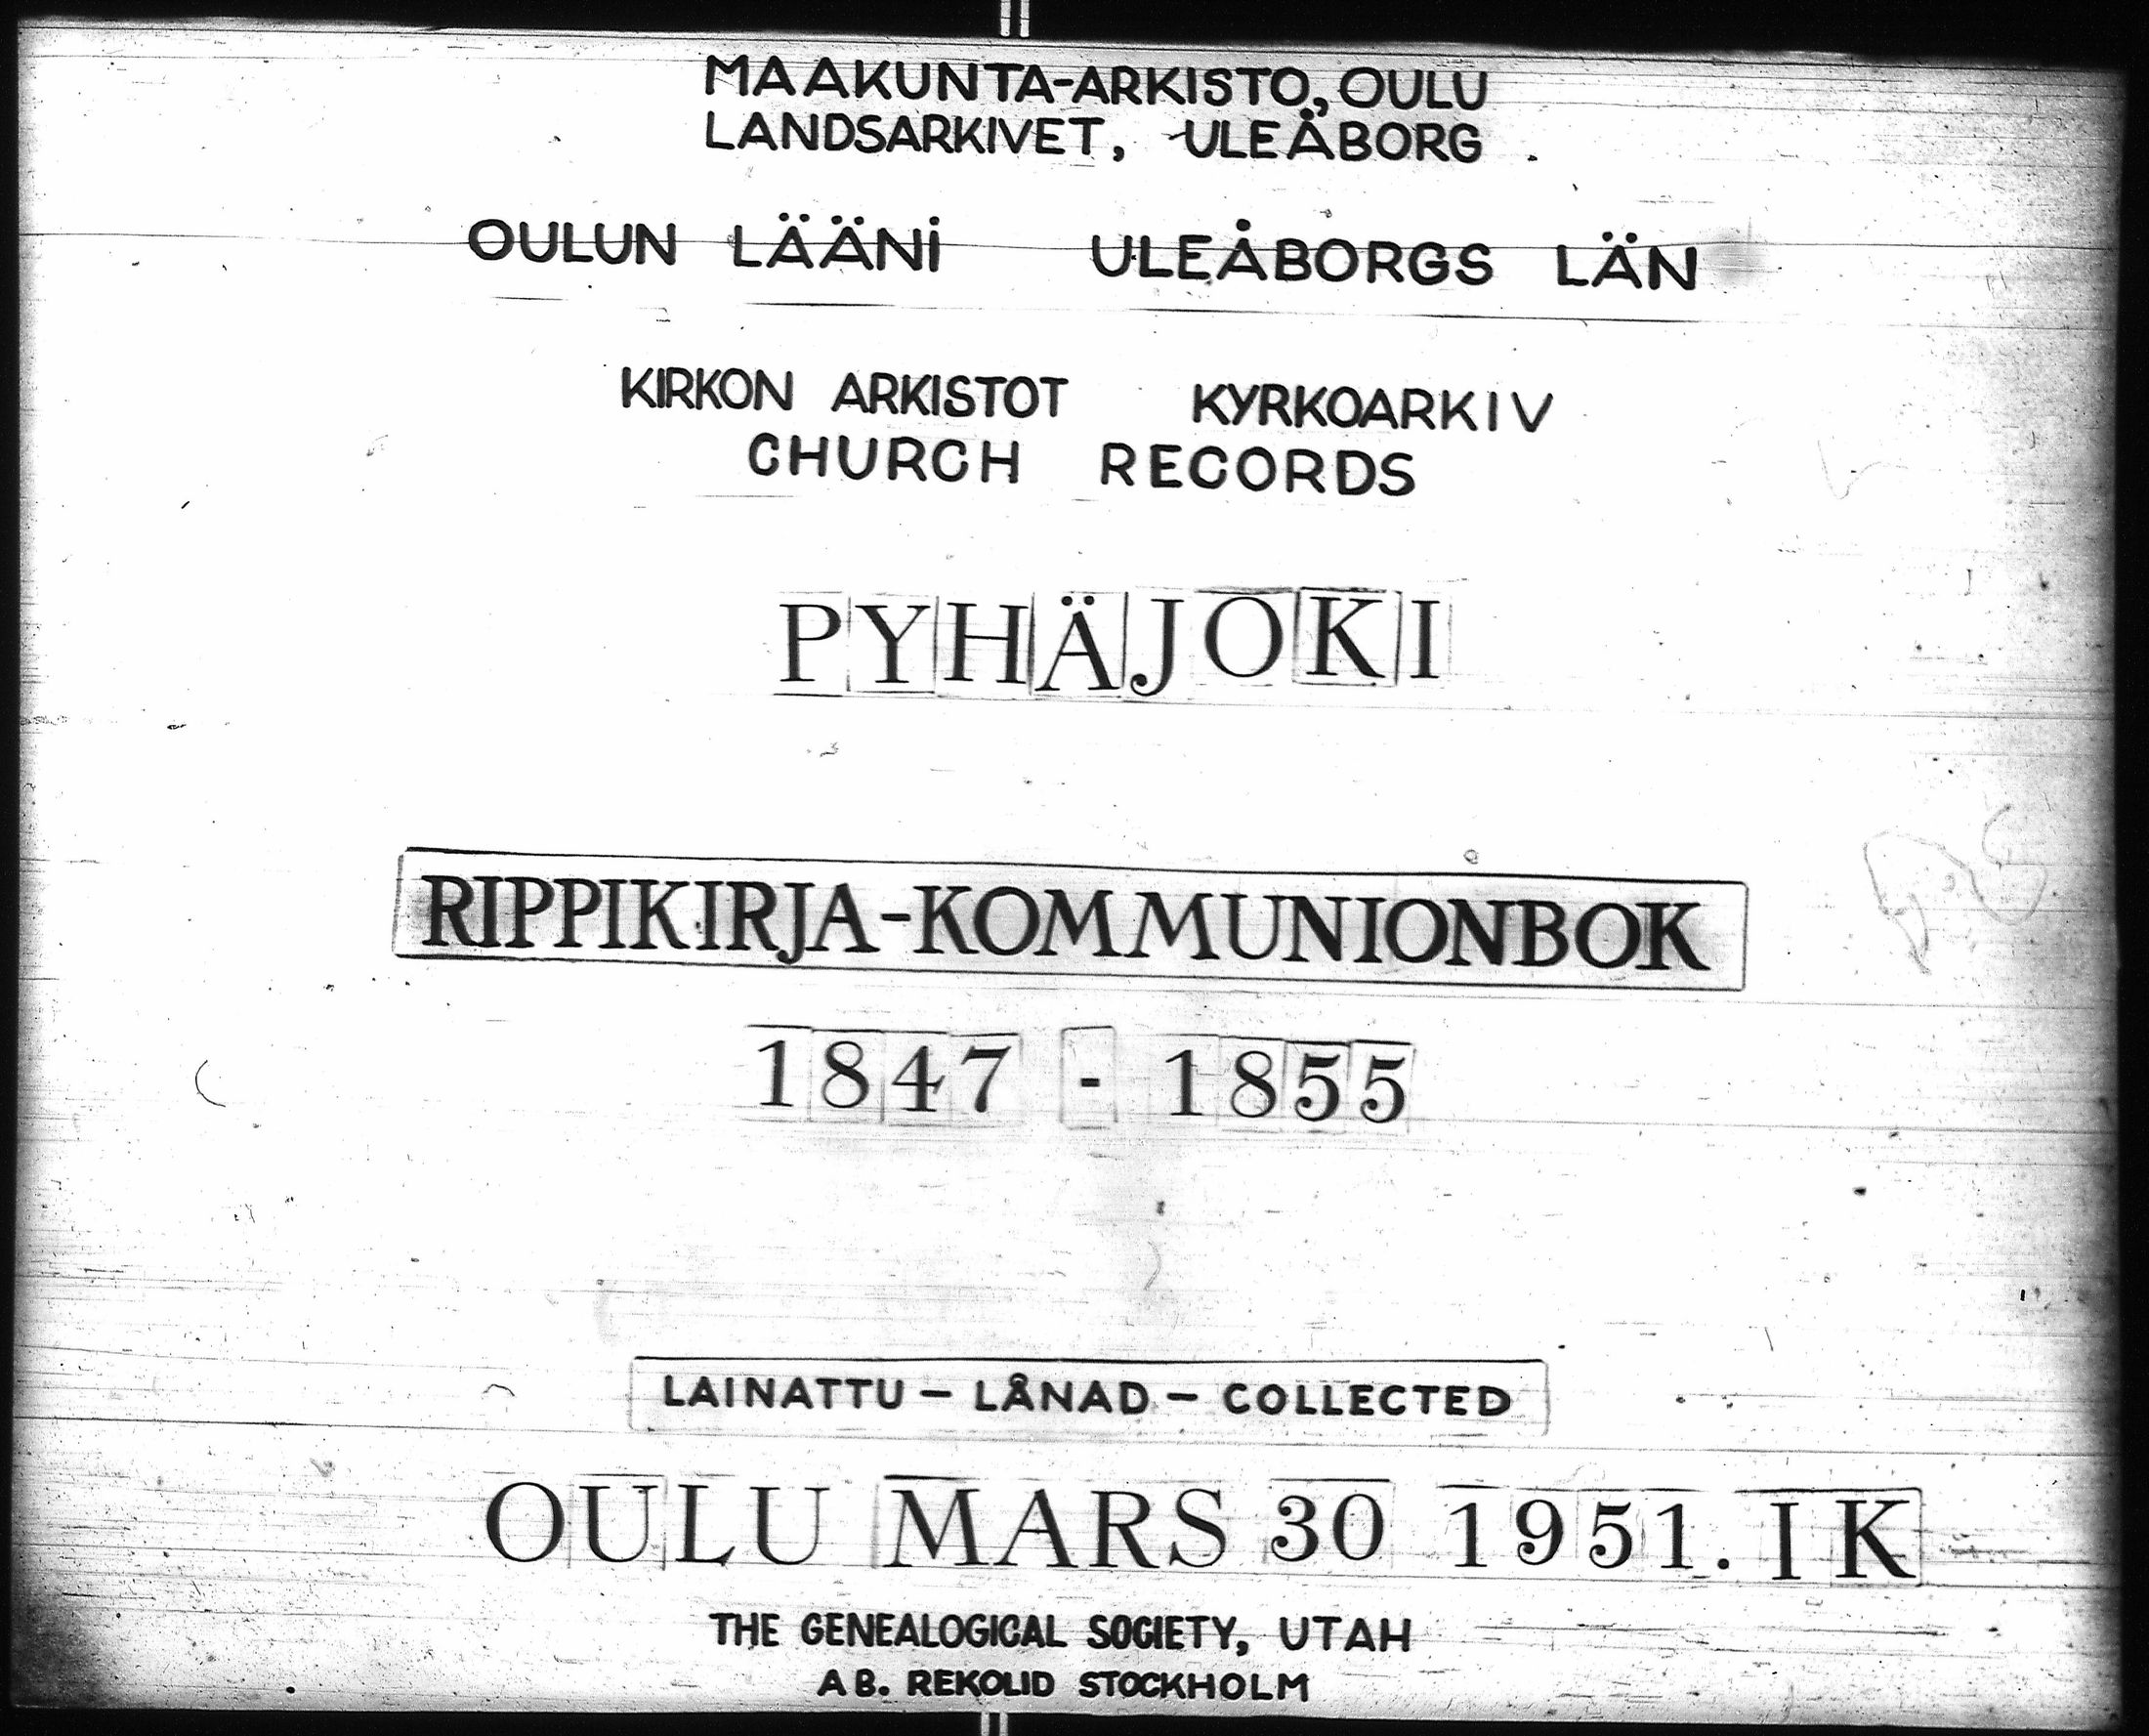 MAAKUNTA-ARKISTO, OULU
LANDSARKIVET, ULEÅBORG
OULUN LÄÄNI ULEÅBORGS LÄN
KIRKON ARKISTOT KYRKOARKIV
CHURCH RECORDS
PYHÄJOKI
RIPPIKIRJA-KOMMUNIONBOK
1847 - 1855
LAINATTU - LÅNAD - COLLECTED
OULU MARS 30 1951. IK
THE GENEALOGICAL SOCIETY, UTAH
AB. REKOLID STOCKHOLM